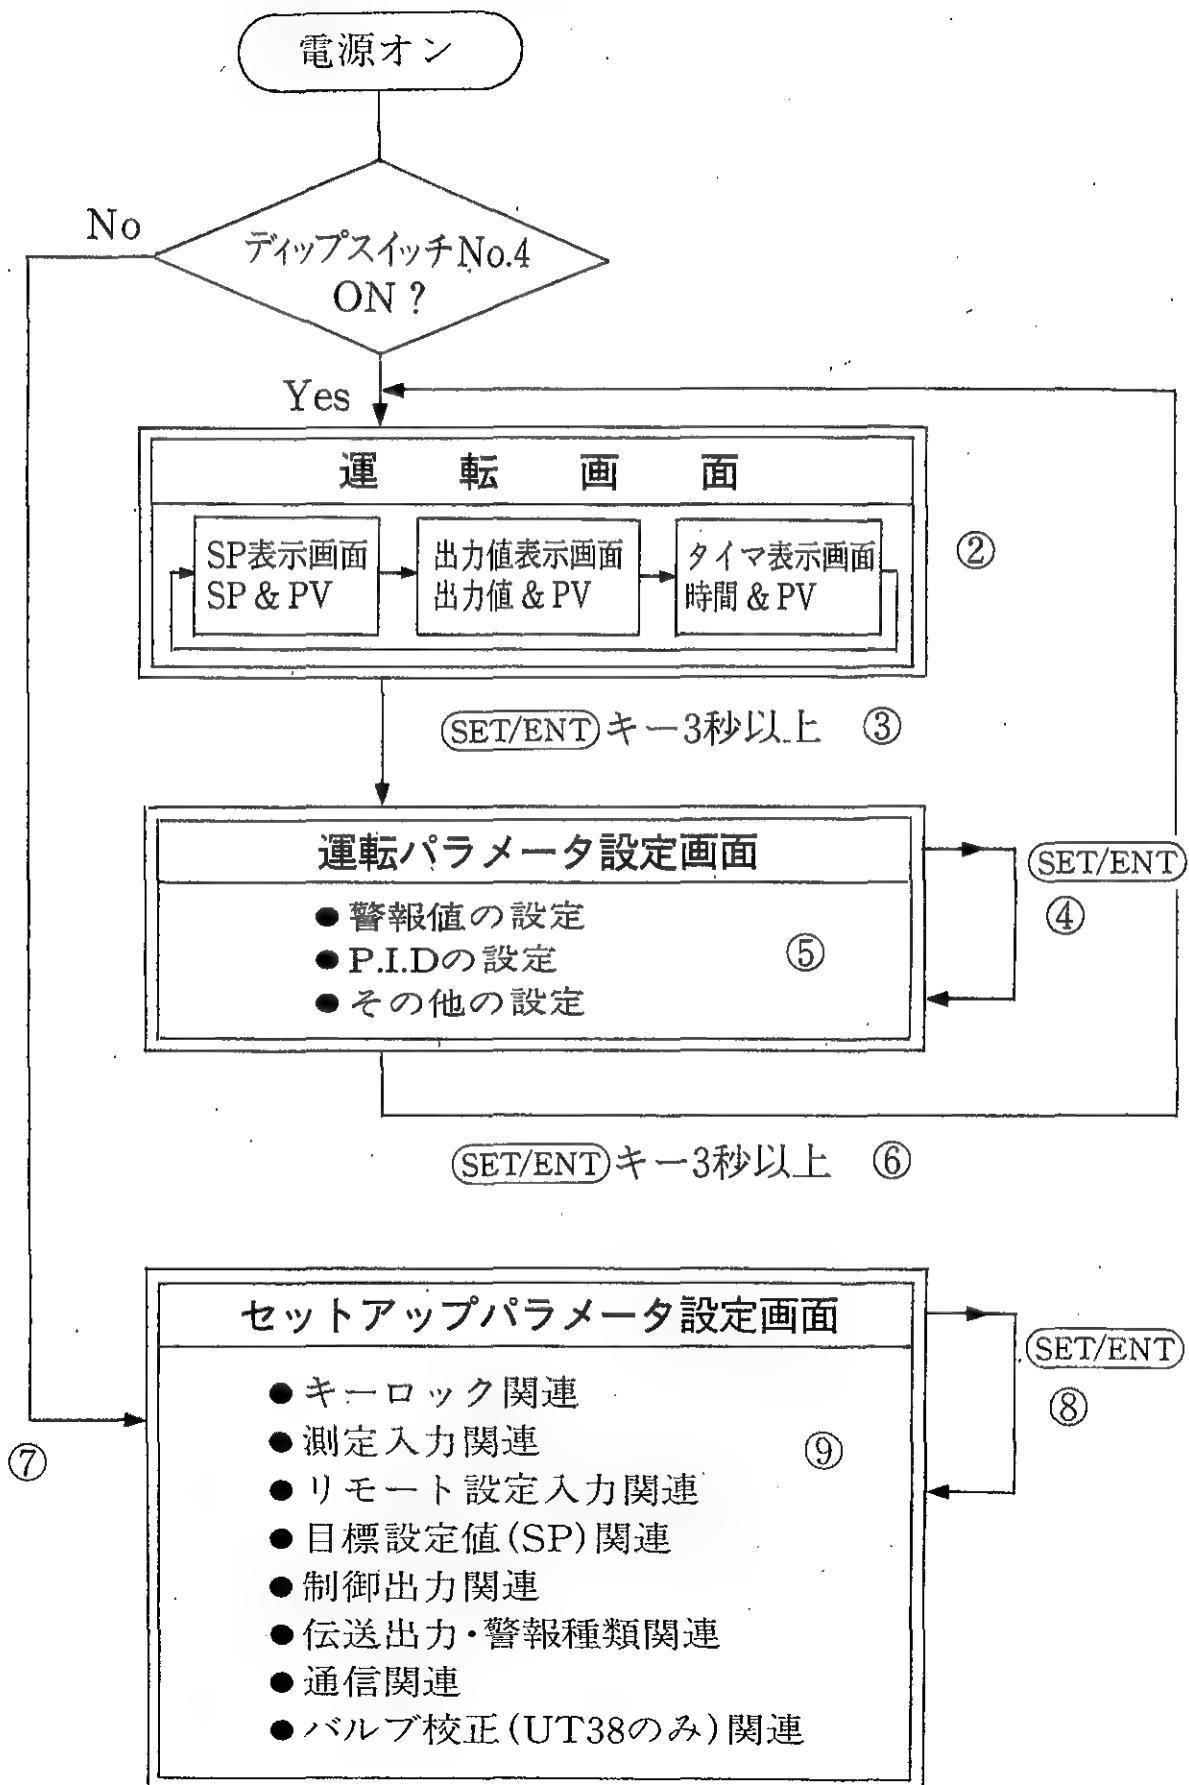 電源オン
No
ディップスイッチNo.4
ON?
Yes
運転画面
SP表示画面
SP & PV
出力値表示画面
出力値 & PV
タイマ表示画面
時間 & PV
②
SET/ENT キー3秒以上 ③
運転パラメータ設定画面
●警報値の設定
●P.I.Dの設定
●その他の設定
⑤
SET/ENT
④
SET/ENT キー3秒以上 ⑥
セットアップパラメータ設定画面
●キーロック関連
●測定入力関連
●リモート設定入力関連
●目標設定値(SP)関連
●制御出力関連
●伝送出力・警報種類関連
●通信関連
●バルブ校正(UT38のみ)関連
⑨
SET/ENT
⑧
⑦